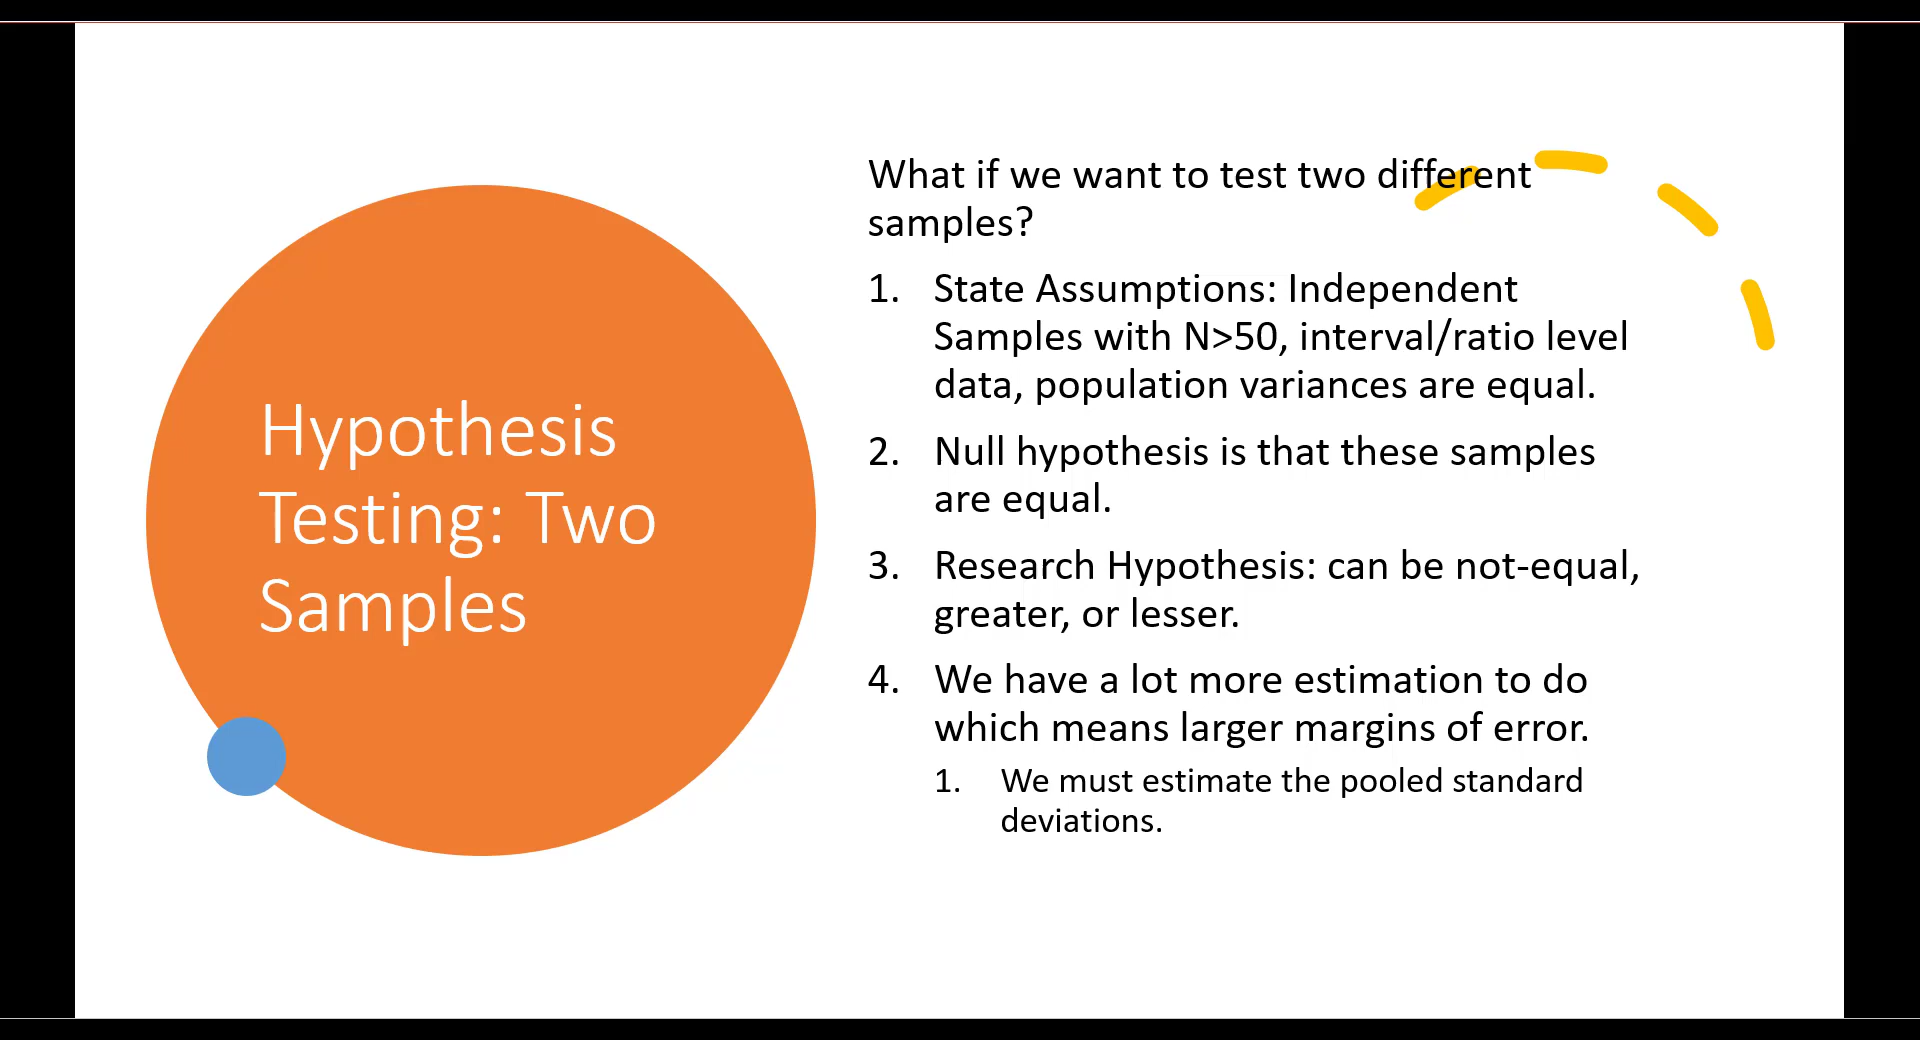 Hypothesis
Testing: Two
Samples
What if we want to test two different
samples?
1. State Assumptions: Independent
Samples with N>50, interval/ratio level
data, population variances are equal.
2. Null hypothesis is that these samples
are equal.
3. Research Hypothesis: can be not-equal,
greater, or lesser.
4. We have a lot more estimation to do
which means larger margins of error.
1. We must estimate the pooled standard
deviations.